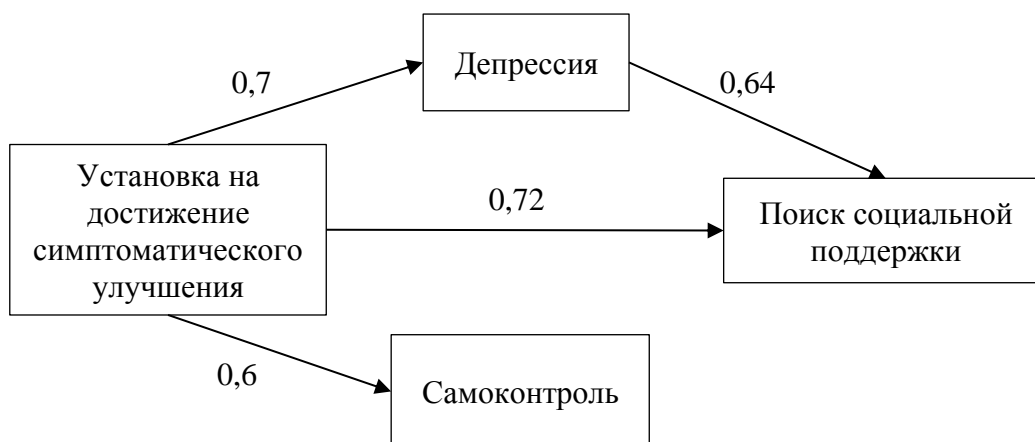 Депрессия
0,7
0,64
Установка на
достижение
симптоматического
улучшения
0,72
Поиск социальной
поддержки
0,6
Самоконтроль